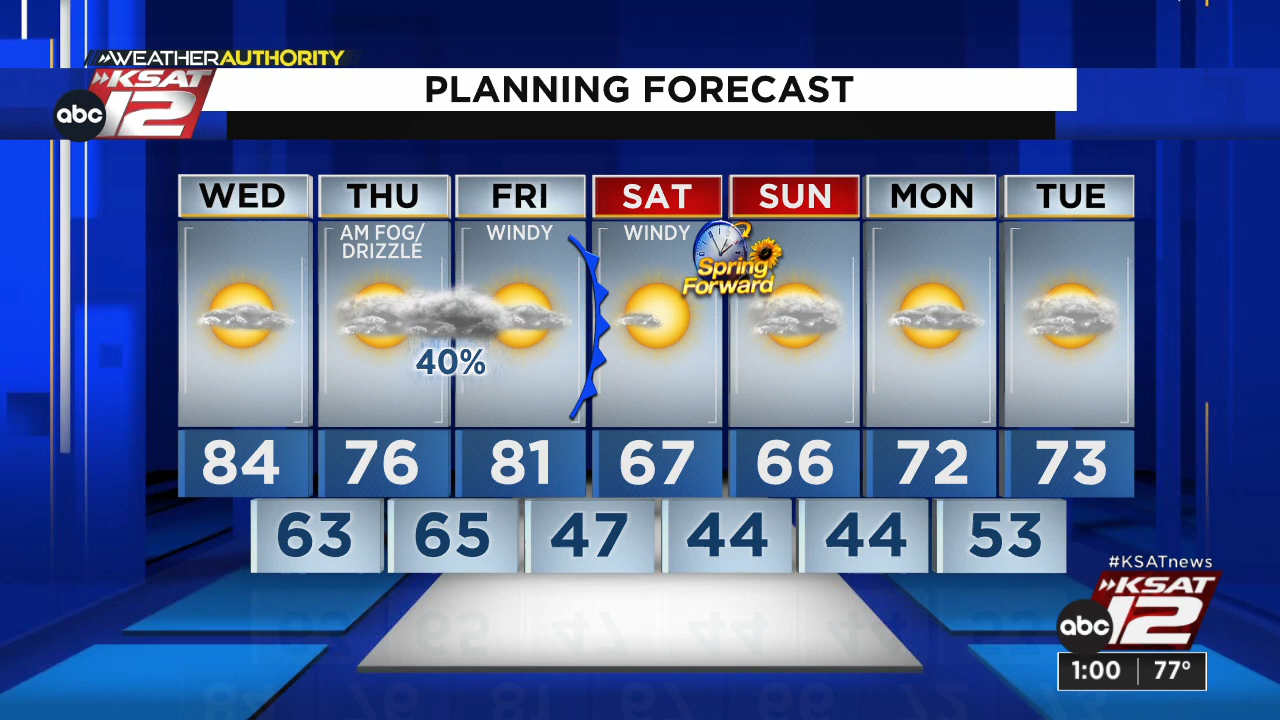 WEATHERAUTHORITY
KSAT
abc 12
PLANNING FORECAST
WED THU FRI SAT SUN MON TUE
AM FOG/
DRIZZLE
WINDY
WINDY
Spring
Forward
40%
84 76 81 67 66 72 73
63 65 47 44 44 53
#KSATnews
KSAT
abc 12
1:00 77°